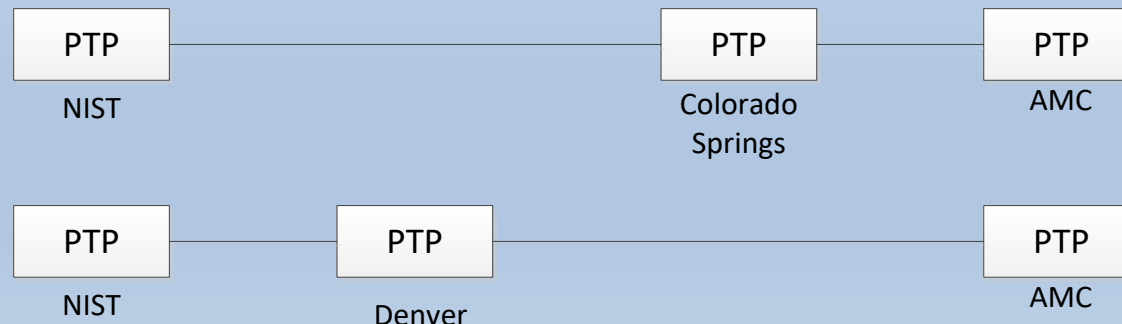 PTP PTP PTP
NIST Colorado Springs AMC
PTP PTP PTP
NIST Denver AMC